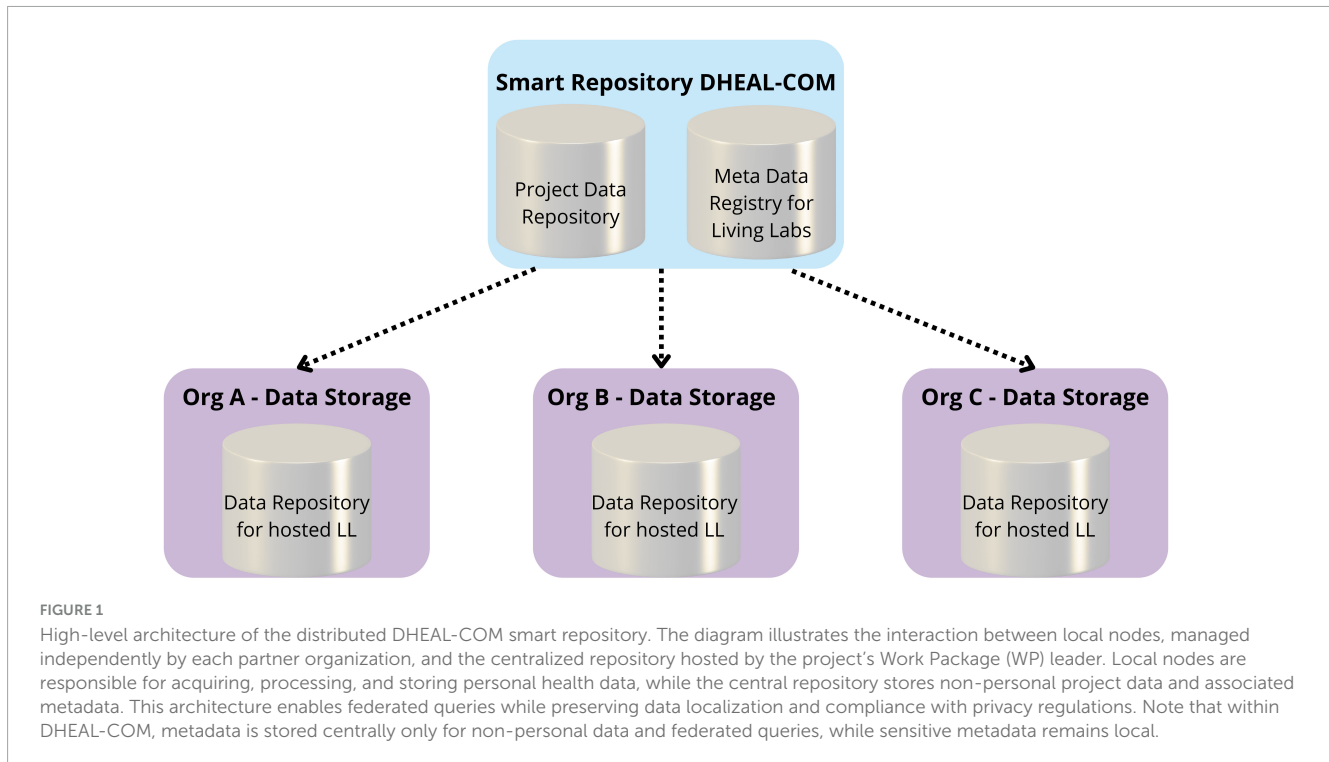 Smart Repository DHEAL-COM
Project Data
Repository
Meta Data
Registry for
Living Labs
Org A - Data Storage
Data Repository
for hosted LL
Org B - Data Storage
Data Repository
for hosted LL
Org C - Data Storage
Data Repository
for hosted LL
FIGURE 1
High-level architecture of the distributed DHEAL-COM smart repository. The diagram illustrates the interaction between local nodes, managed
independently by each partner organization, and the centralized repository hosted by the project's Work Package (WP) leader. Local nodes are
responsible for acquiring, processing, and storing personal health data, while the central repository stores non-personal project data and associated
metadata. This architecture enables federated queries while preserving data localization and compliance with privacy regulations. Note that within
DHEAL-COM, metadata is stored centrally only for non-personal data and federated queries, while sensitive metadata remains local.